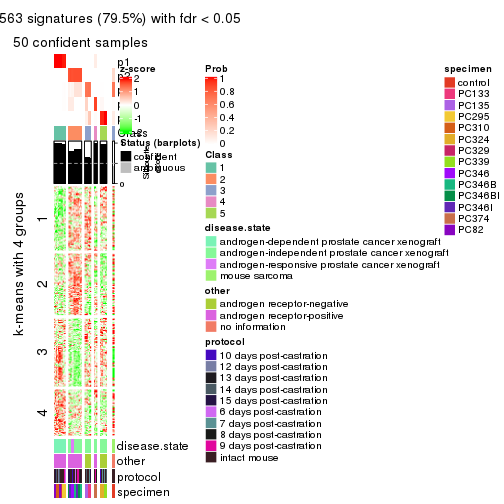 563 signatures (79.5%) with fdr < 0.05
50 confident samples
p1
z-score
2
1
0
-1
-2
Class
Status (barplots)
confident
ambiguous
0
k-means with 4 groups
1
2
3
4
disease.state
other
protocol
specimen
Prob
1
0.8
0.6
0.4
0.2
0
Class
1
2
3
4
5
disease.state
androgen-dependent prostate cancer xenograft
androgen-independent prostate cancer xenograft
androgen-responsive prostate cancer xenograft
mouse sarcoma
other
androgen receptor-negative
androgen receptor-positive
no information
protocol
10 days post-castration
12 days post-castration
13 days post-castration
14 days post-castration
15 days post-castration
6 days post-castration
7 days post-castration
8 days post-castration
9 days post-castration
intact mouse
specimen
control
PC133
PC135
PC295
PC310
PC324
PC329
PC339
PC346
PC346B
PC346BI
PC346I
PC374
PC82